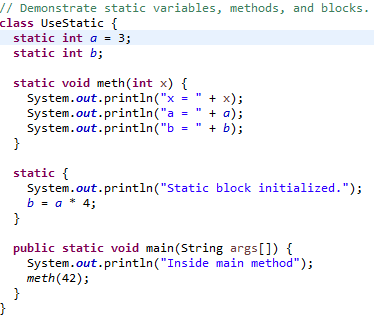 // Demonstrate static variables, methods, and blocks.
class UseStatic {
  static int a = 3;
  static int b;

  static void meth(int x) {
    System.out.println("x = " + x);
    System.out.println("a = " + a);
    System.out.println("b = " + b);
  }

  static {
    System.out.println("Static block initialized.");
    b = a * 4;
  }

  public static void main(String args[]) {
    System.out.println("Inside main method");
    meth(42);
  }
}